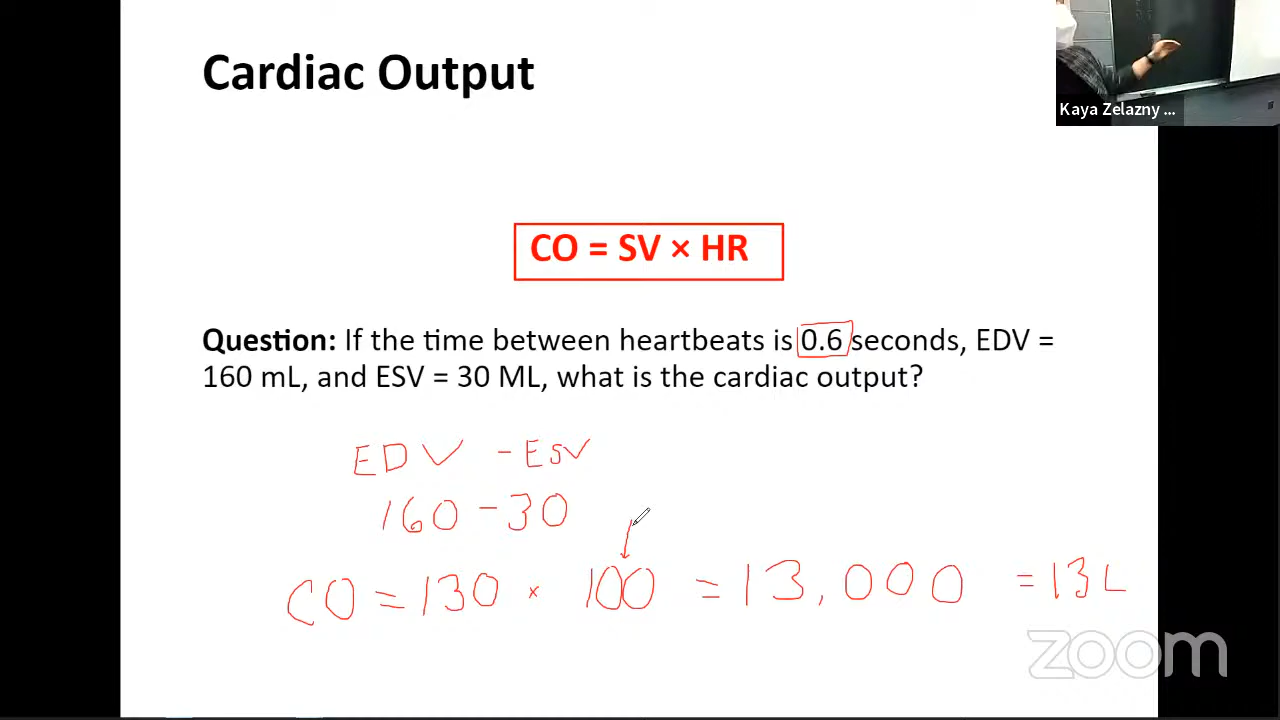 Cardiac Output
Kaya Zelazny ...
CO = SV × HR
Question: If the time between heartbeats is 0.6 seconds, EDV =
160 mL, and ESV = 30 ML, what is the cardiac output?
EDV - ESV
160 - 30
CO = 130 × 100 = 13,000 = 13L
zoom